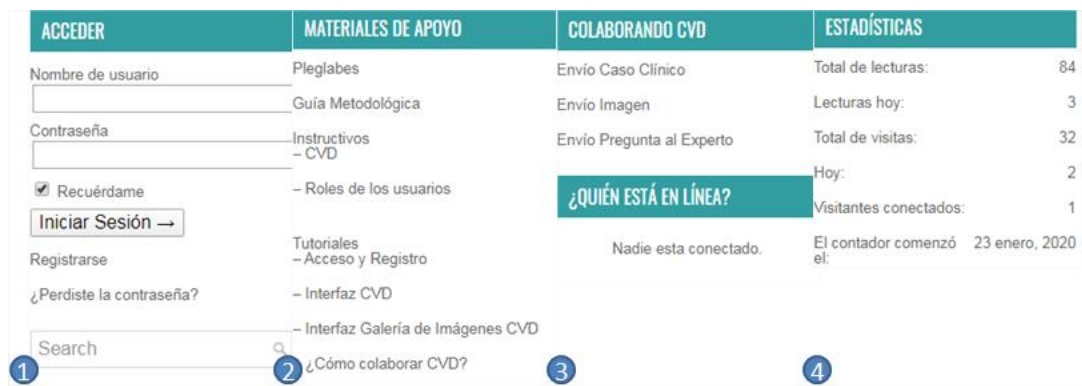 ACCEDER
Nombre de usuario
Contraseña
Recuérdame
Iniciar Sesión →
Registrarse
¿Perdiste la contraseña?
Search
1
MATERIALES DE APOYO
Pleglabes
Guía Metodológica
Instructivos
– CVD
– Roles de los usuarios
Tutoriales
– Acceso y Registro
– Interfaz CVD
– Interfaz Galería de Imágenes CVD
¿Cómo colaborar CVD?
2
COLABORANDO CVD
Envío Caso Clínico
Envío Imagen
Envío Pregunta al Experto
¿QUIÉN ESTÁ EN LÍNEA?
Nadie esta conectado.
3
ESTADÍSTICAS
Total de lecturas: 84
Lecturas hoy: 3
Total de visitas: 32
Hoy: 2
Visitantes conectados: 1
El contador comenzó 23 enero, 2020
el:
4